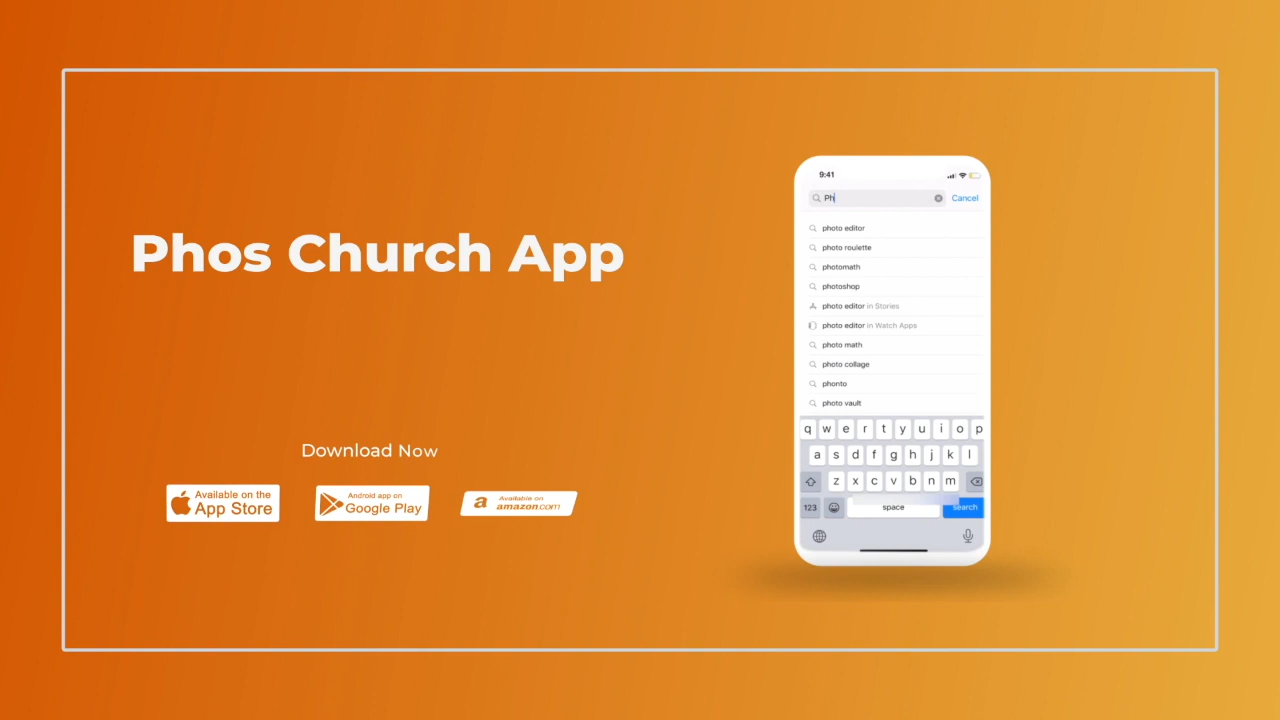 Phos Church App
Download Now
Available on the
App Store
Android app on
Google Play
a
Available on
amazon.com
9:41
Ph
Cancel
photo editor
photo roulette
photomath
photoshop
photo editor in Stories
photo editor in Watch Apps
photo math
photo collage
phonto
photo vault
q w e r t y u i o p
a s d f g h j k l
z x c v b n m
123 space search